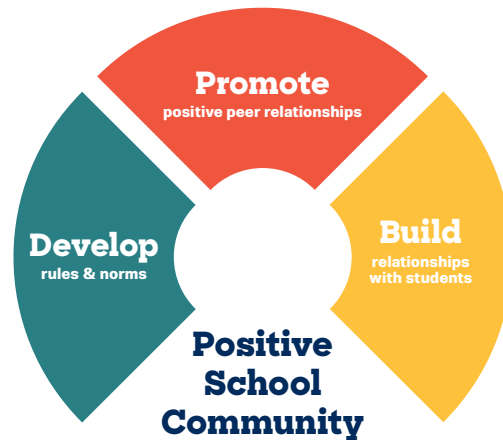 Promote
positive peer relationships
Develop
rules & norms
Build
relationships
with students
Positive
School
Community